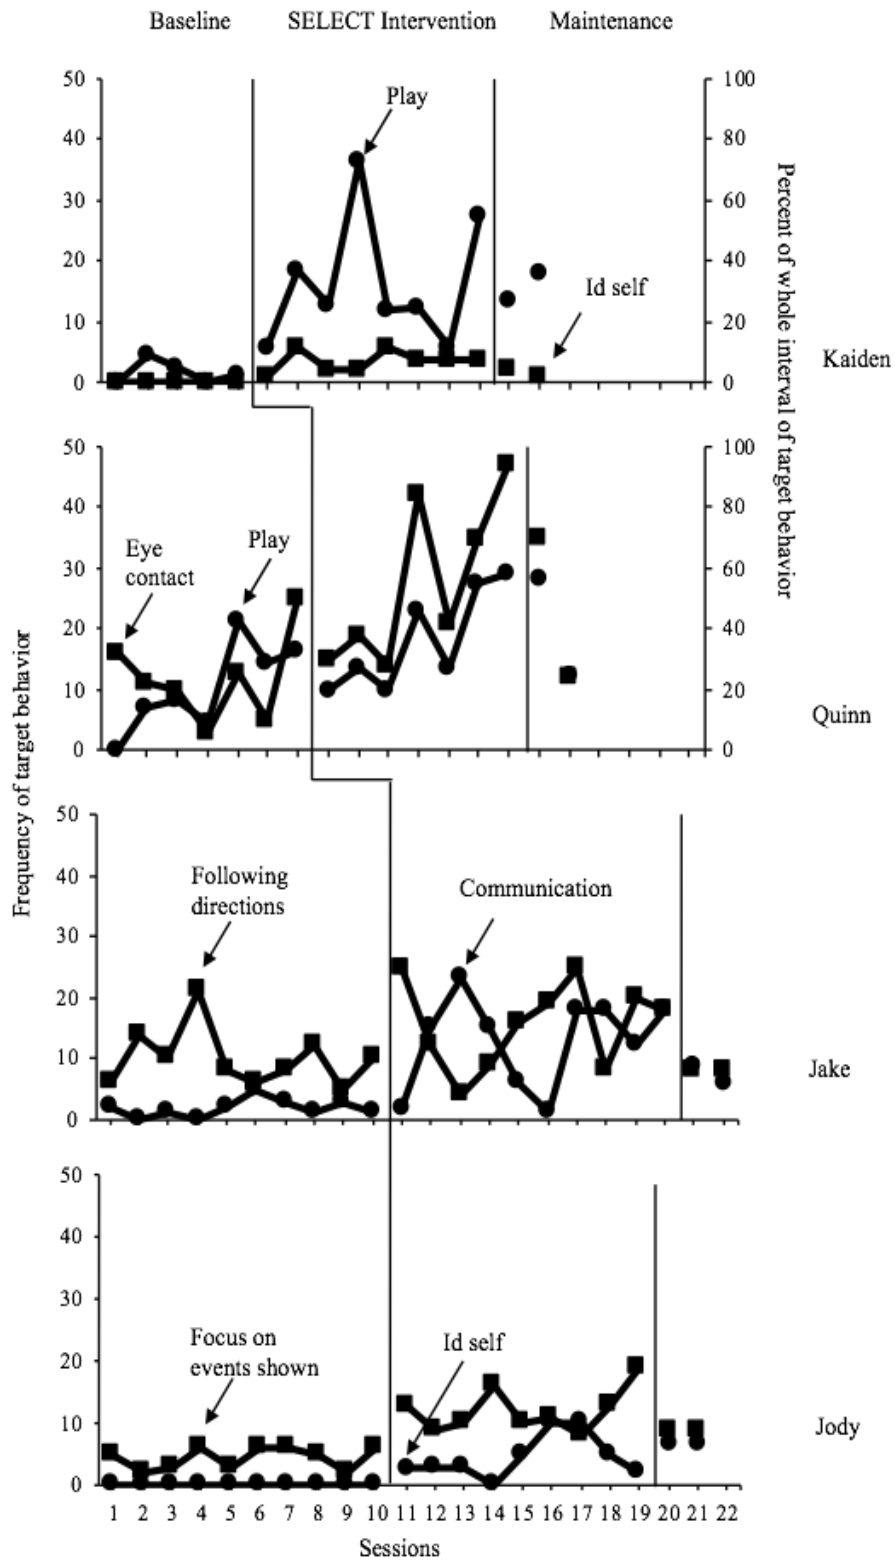 Baseline SELECT Intervention Maintenance
50 100
Play
40 80
30 60
20 40
Id self
10 20
Kaiden
0 0
Percent of whole interval of target behavior
50 100
40 80
Eye
contact
Play
30 60
20 40
10 20
Quinn
0 0
Frequency of target behavior
50
40
Following
directions
Communication
30
20
10
Jake
0
50
40
30
Focus on
events shown
Id self
20
10
Jody
0
1 2 3 4 5 6 7 8 9 10 11 12 13 14 15 16 17 18 19 20 21 22
Sessions